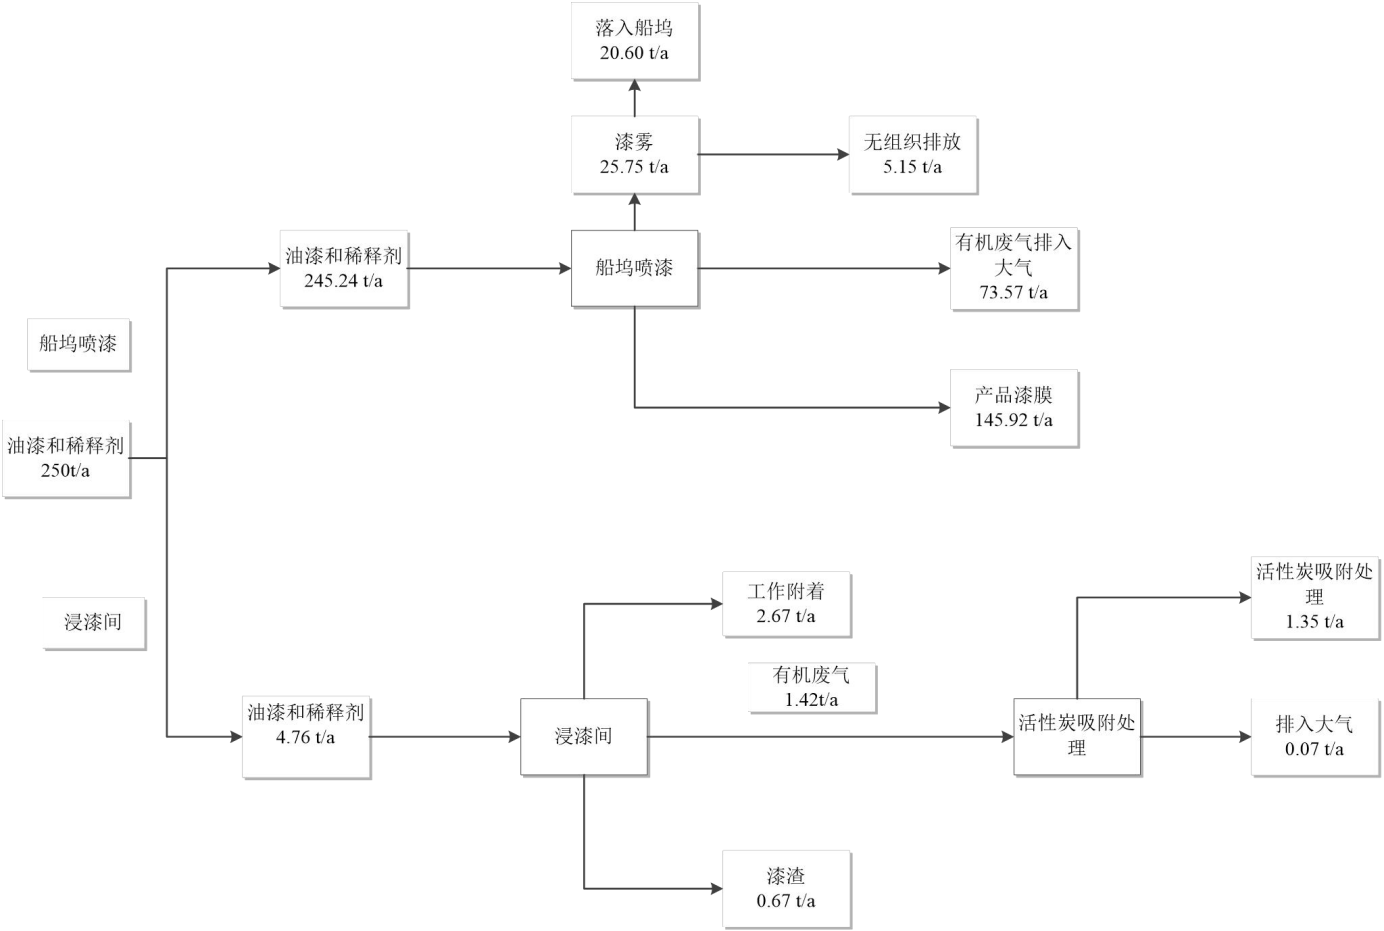 落入船坞
20.60 t/a
漆雾
25.75 t/a
无组织排放
5.15 t/a
油漆和稀释剂
245.24 t/a
船坞喷漆
有机废气排入
大气
73.57 t/a
船坞喷漆
产品漆膜
145.92 t/a
油漆和稀释剂
250t/a
浸漆间
工作附着
2.67 t/a
活性炭吸附处
理
1.35 t/a
有机废气
1.42t/a
油漆和稀释剂
4.76 t/a
浸漆间
活性炭吸附处
理
排入大气
0.07 t/a
漆渣
0.67 t/a